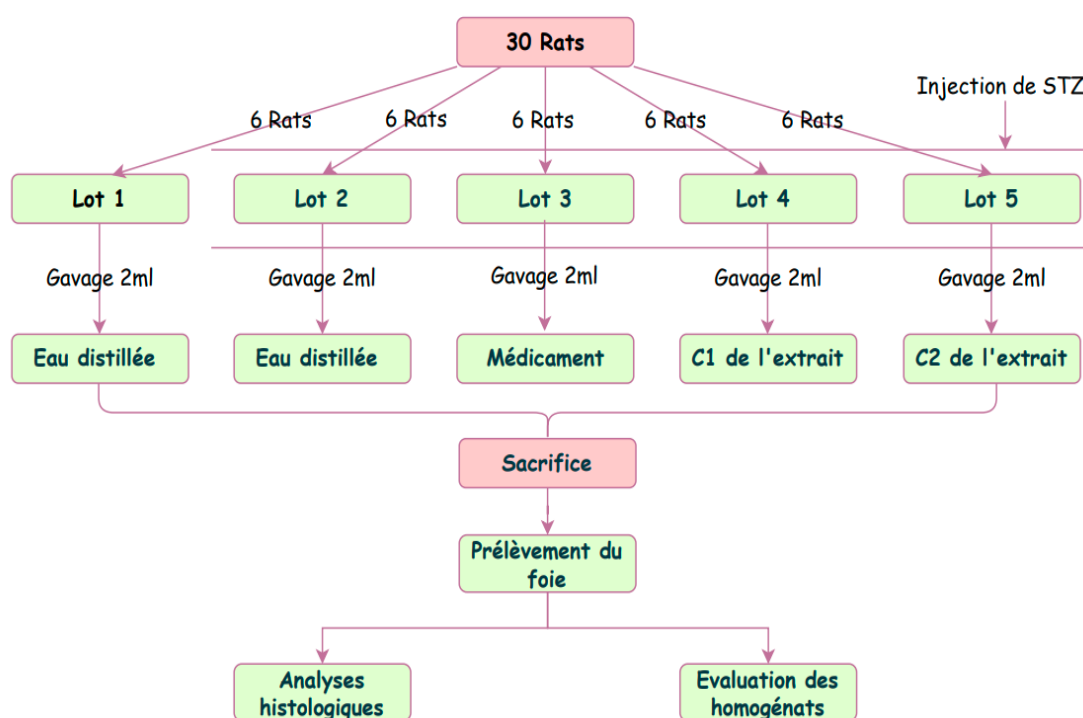 30 Rats
Injection de STZ
6 Rats
6 Rats
6 Rats
6 Rats
6 Rats
Lot 1
Lot 2
Lot 3
Lot 4
Lot 5
Gavage 2ml
Gavage 2ml
Gavage 2ml
Gavage 2ml
Gavage 2ml
Eau distillée
Eau distillée
Médicament
C1 de l'extrait
C2 de l'extrait
Sacrifice
Prélèvement du
foie
Analyses
histologiques
Evaluation des
homogénats